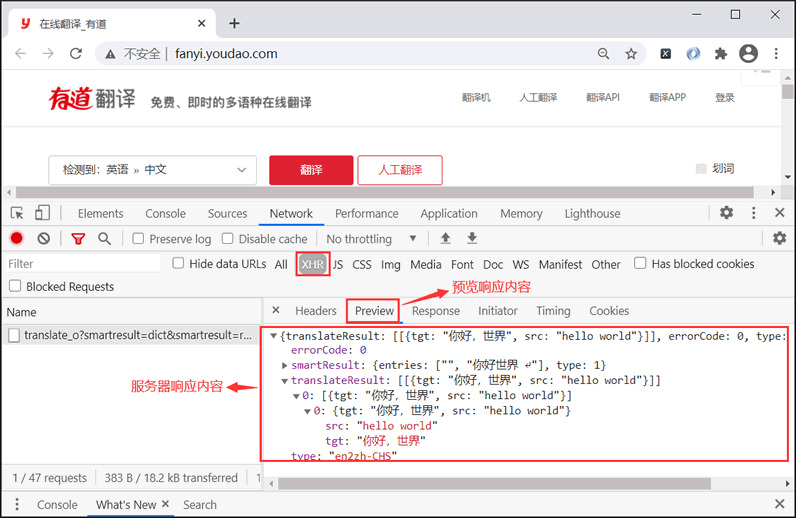 在线翻译_有道
不安全 | fanyi.youdao.com
有道翻译 免费、即时的多语种在线翻译 翻译机 人工翻译 翻译API 翻译APP 登录
检测到：英语 » 中文 翻译 人工翻译 划词
Elements Console Sources Network Performance Application Memory Lighthouse
Preserve log Disable cache No throttling
Filter Hide data URLs All XHR JS CSS Img Media Font Doc WS Manifest Other Has blocked cookies
Blocked Requests
预览响应内容
Name Headers Preview Response Initiator Timing Cookies
translate_o?smartresult=dict&smartresult=r...
{translateResult: [[{tgt: "你好，世界", src: "hello world"}]], errorCode: 0, type:
errorCode: 0
smartResult: {entries: ["", "你好世界 ↵"], type: 1}
translateResult: [[{tgt: "你好，世界", src: "hello world"}]]
0: [{tgt: "你好，世界", src: "hello world"}]
0: {tgt: "你好，世界", src: "hello world"}
src: "hello world"
tgt: "你好，世界"
type: "en2zh-CHS"
服务器响应内容
1 / 47 requests 383 B / 18.2 kB transferred 1
Console What's New Search